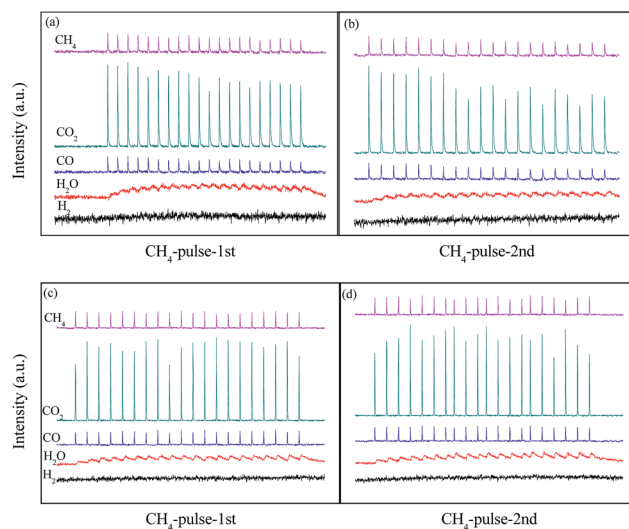 (a)
(b)
CH₄
CO₂
CO
H₂O
H₂
Intensity (a.u.)
CH₄-pulse-1st
CH₄-pulse-2nd
(c)
(d)
CH₄
CO₂
CO
H₂O
H₂
Intensity (a.u.)
CH₄-pulse-1st
CH₄-pulse-2nd